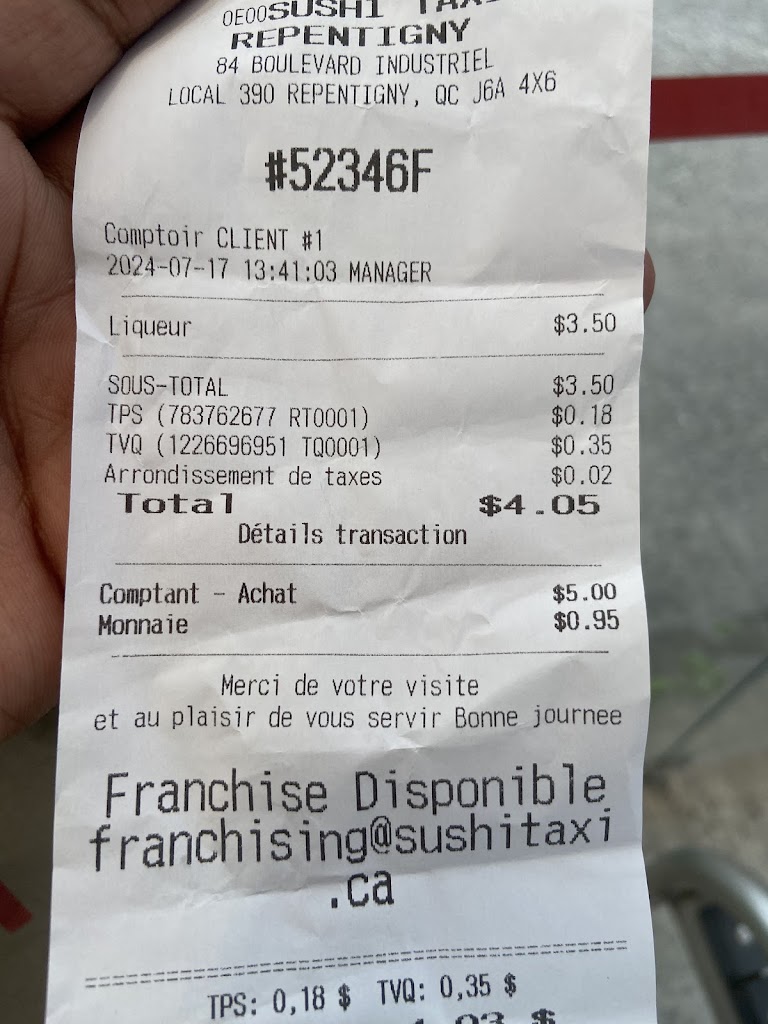 SUSHI
REPENTIGNY
84 BOULEVARD INDUSTRIEL
LOCAL 390 REPENTIGNY, QC J6A 4X6
#52346F
Comptoir CLIENT #1
2024-07-17 13:41:03 MANAGER
Liqueur $3.50
SOUS-TOTAL $3.50
TPS (783762677 RT0001) $0.18
TVQ (1226696951 TQ0001) $0.35
Arrondissement de taxes $0.02
Total $4.05
Détails transaction
Comptant - Achat $5.00
Monnaie $0.95
Merci de votre visite
et au plaisir de vous servir Bonne journee
Franchise Disponible
franchising@sushitaxi
.ca
TPS: 0,18 $ TVQ: 0,35 $